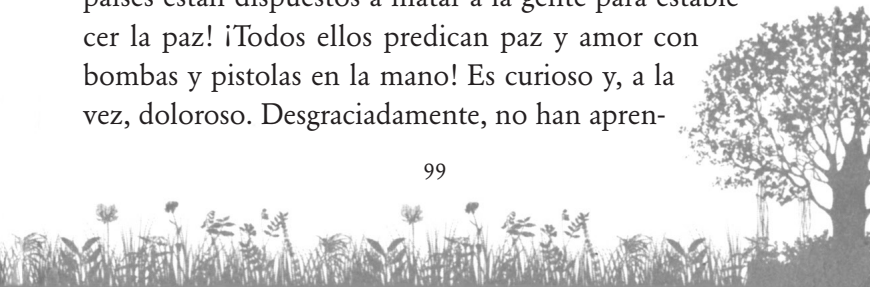 países están dispuestos a matar a la gente para estable-
cer la paz! ¡Todos ellos predican paz y amor con
bombas y pistolas en la mano! Es curioso y, a la
vez, doloroso. Desgraciadamente, no han apren-
99